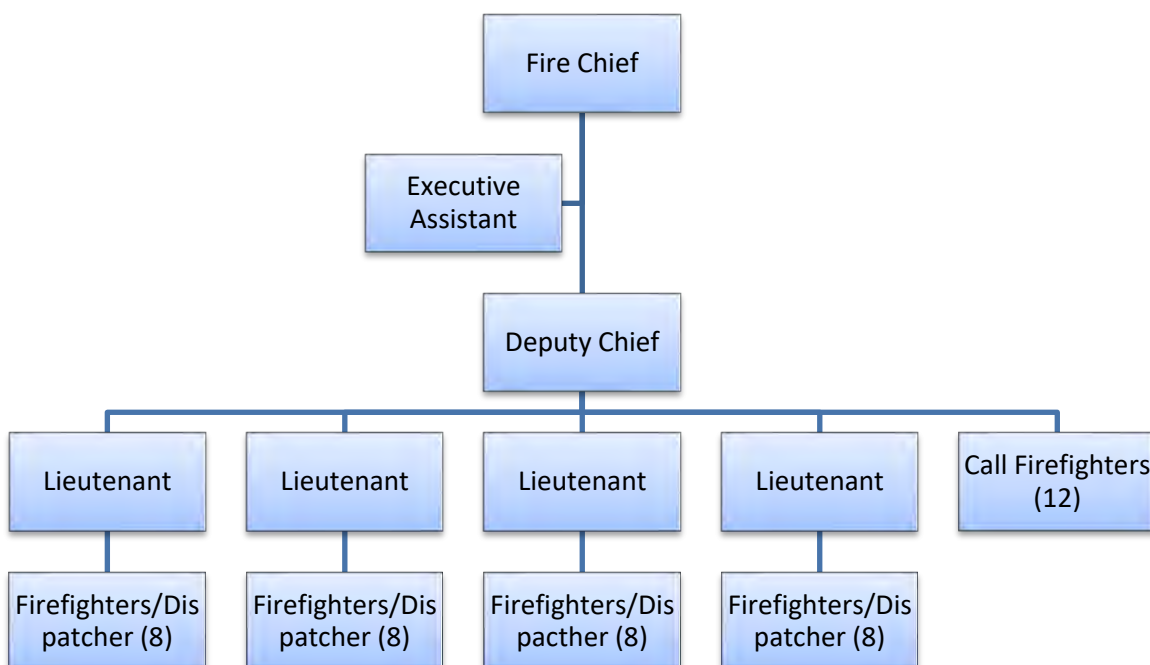 Fire Chief
Executive
Assistant
Deputy Chief
Lieutenant
Lieutenant
Lieutenant
Lieutenant
Call Firefighters
(12)
Firefighters/Dis
patcher (8)
Firefighters/Dis
patcher (8)
Firefighters/Dis
pacther (8)
Firefighters/Dis
patcher (8)